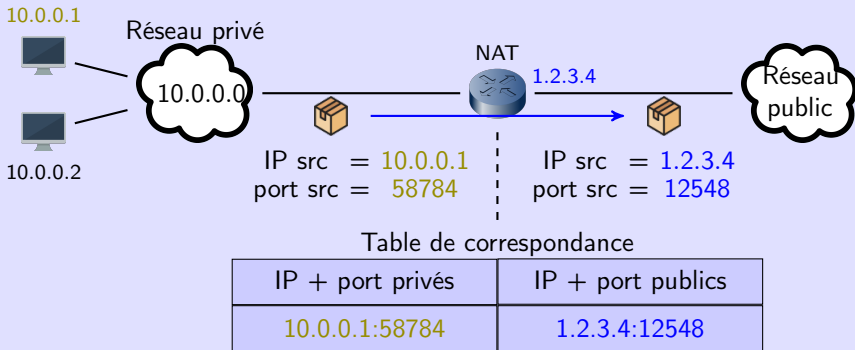 10.0.0.1
Réseau privé
10.0.0.0
10.0.0.2
NAT
1.2.3.4
Réseau
public
IP src = 10.0.0.1
port src = 58784
IP src = 1.2.3.4
port src = 12548
Table de correspondance
IP + port privés
IP + port publics
10.0.0.1:58784
1.2.3.4:12548